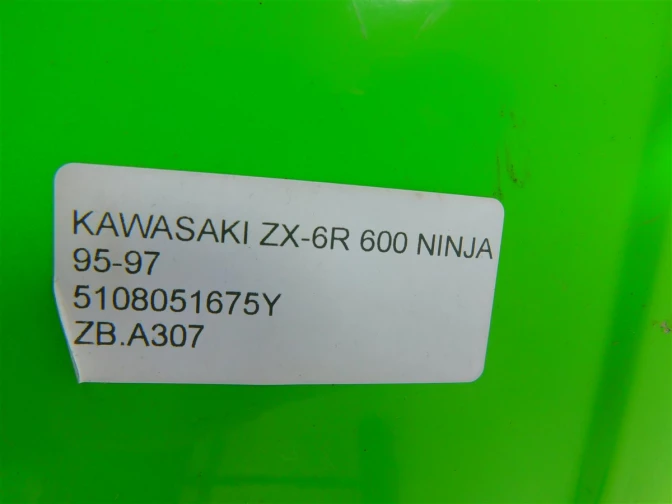 KAWASAKI ZX-6R 600 NINJA
95-97
5108051675Y
ZB.A307